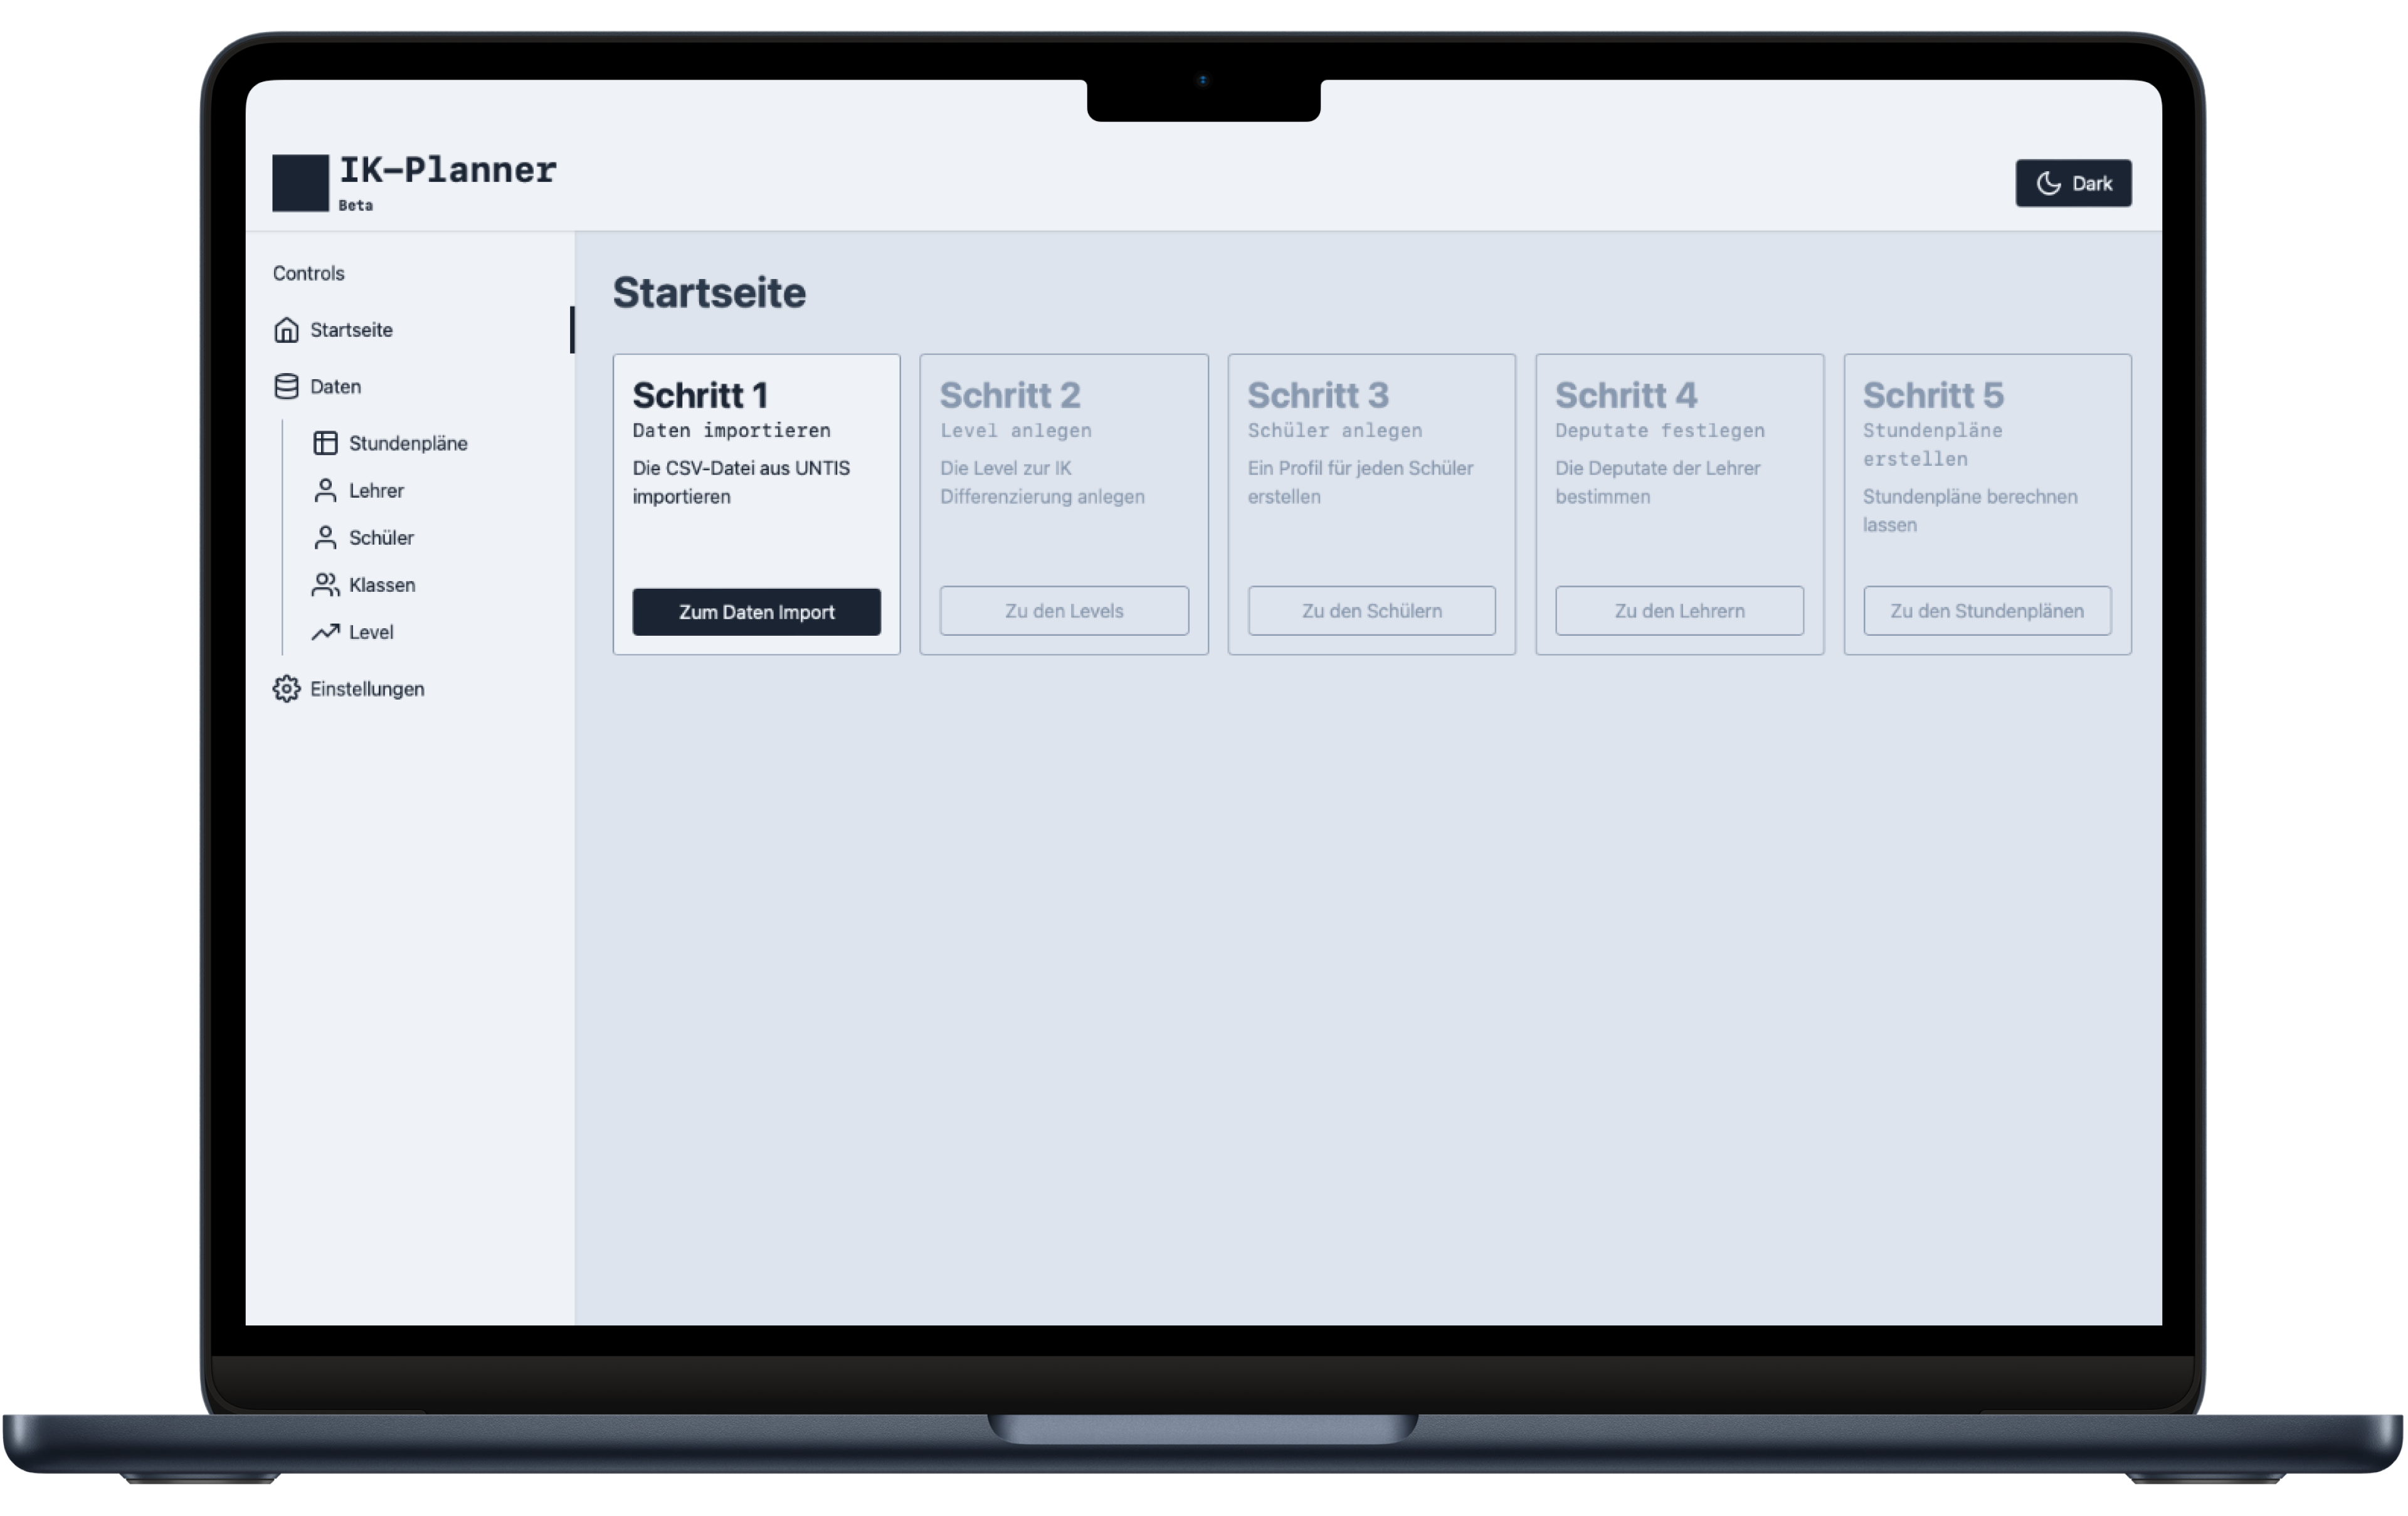 IK-Planner
Beta
Dark
Controls
Startseite
Daten
Stundenpläne
Lehrer
Schüler
Klassen
Level
Einstellungen
Startseite
Schritt 1
Daten importieren
Die CSV-Datei aus UNTIS
importieren
Zum Daten Import
Schritt 2
Level anlegen
Die Level zur IK
Differenzierung anlegen
Zu den Levels
Schritt 3
Schüler anlegen
Ein Profil für jeden Schüler
erstellen
Zu den Schülern
Schritt 4
Deputate festlegen
Die Deputate der Lehrer
bestimmen
Zu den Lehrern
Schritt 5
Stundenpläne
erstellen
Stundenpläne berechnen
lassen
Zu den Stundenplänen